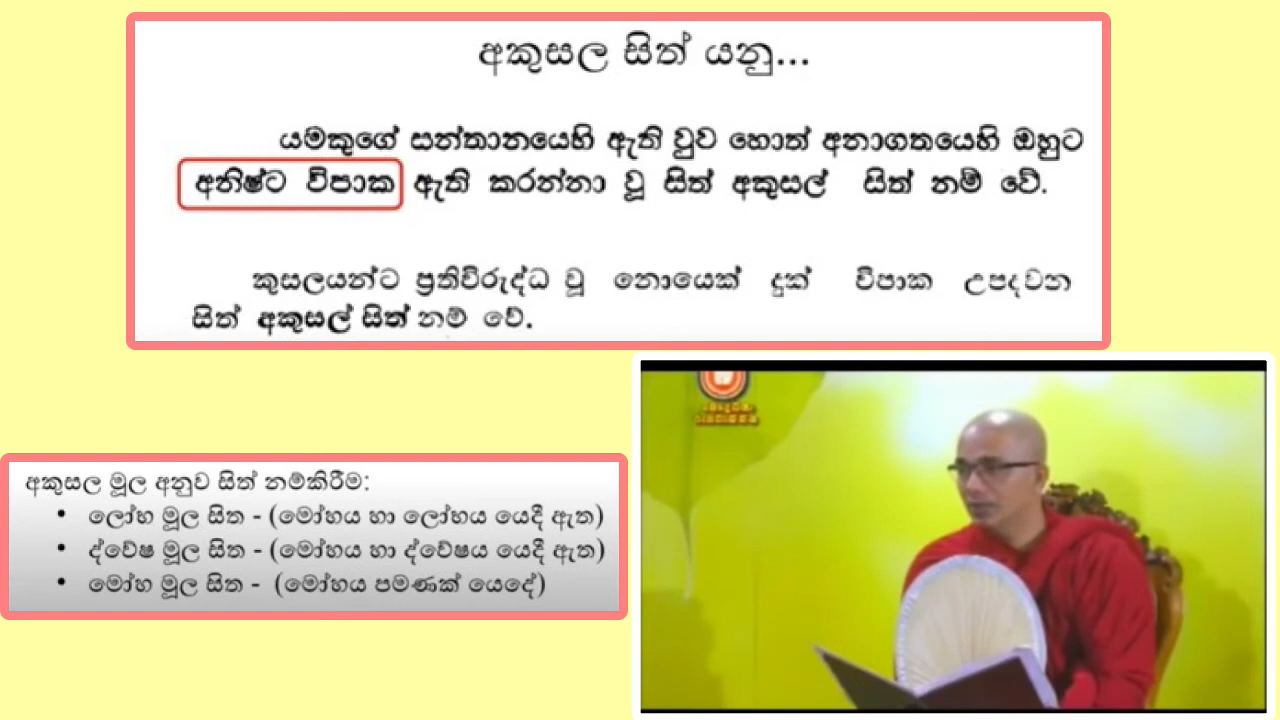 අකුසල සිත් යනු...
යමකුගේ සන්තානයෙහි ඇති වුව හොත් අනාගතයෙහි ඔහුට
අනිෂ්ට විපාක ඇති කරන්නා වූ සිත් අකුසල් සිත් නම් වේ.
කුසලයන්ට ප්‍රතිවිරුද්ධ වූ නොයෙක් දුක් විපාක උපදවන
සිත් අකුසල් සිත් නම් වේ.
අකුසල මූල අනුව සිත් නම්කිරීම:
• ලෝභ මූල සිත - (මෝහය හා ලෝභය යෙදී ඇත)
• ද්වේෂ මූල සිත - (මෝහය හා ද්වේෂය යෙදී ඇත)
• මෝහ මූල සිත - (මෝහය පමණක් යෙදේ)